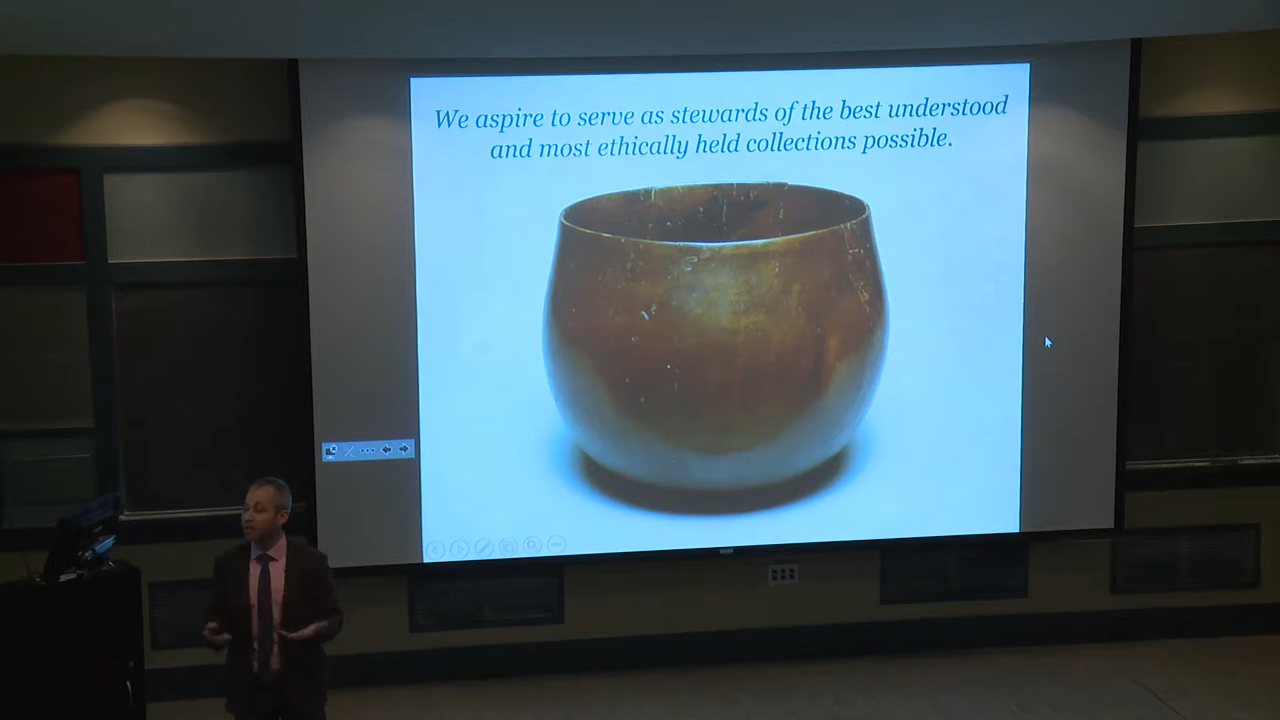 We aspire to serve as stewards of the best understood
and most ethically held collections possible.